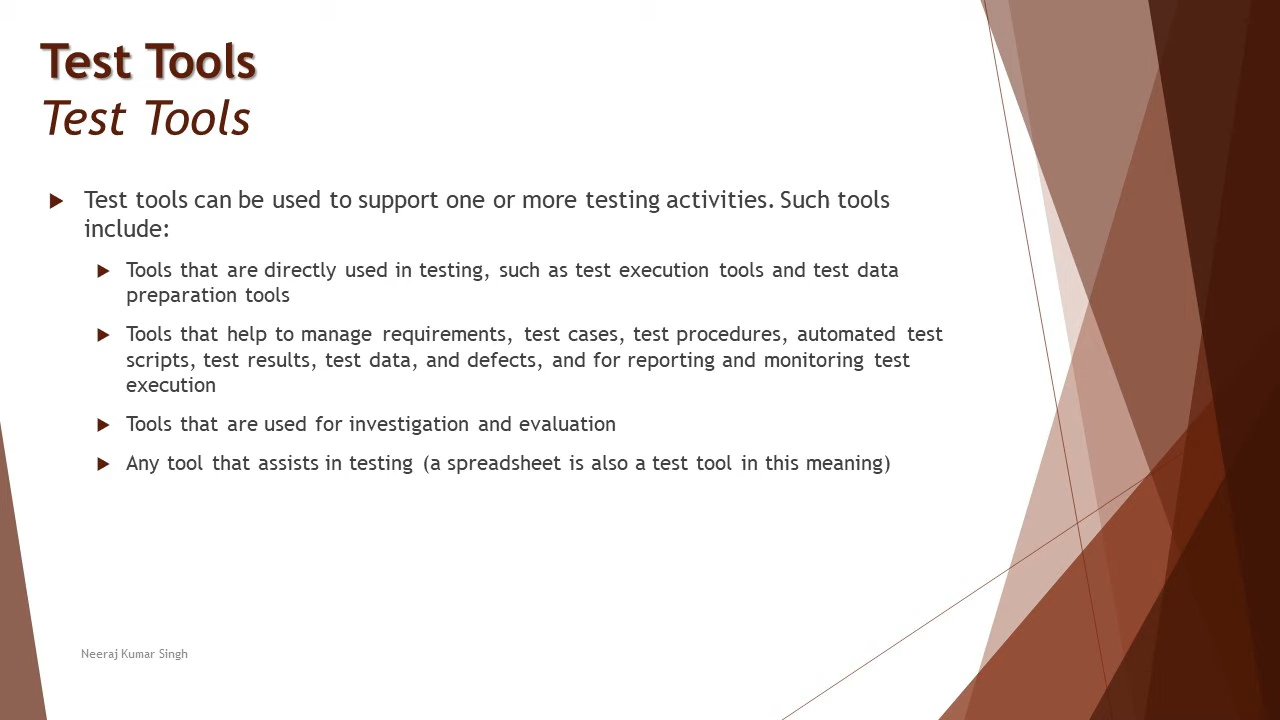 Test Tools
Test Tools
Test tools can be used to support one or more testing activities. Such tools
include:
Tools that are directly used in testing, such as test execution tools and test data
preparation tools
Tools that help to manage requirements, test cases, test procedures, automated test
scripts, test results, test data, and defects, and for reporting and monitoring test
execution
Tools that are used for investigation and evaluation
Any tool that assists in testing (a spreadsheet is also a test tool in this meaning)
Neeraj Kumar Singh